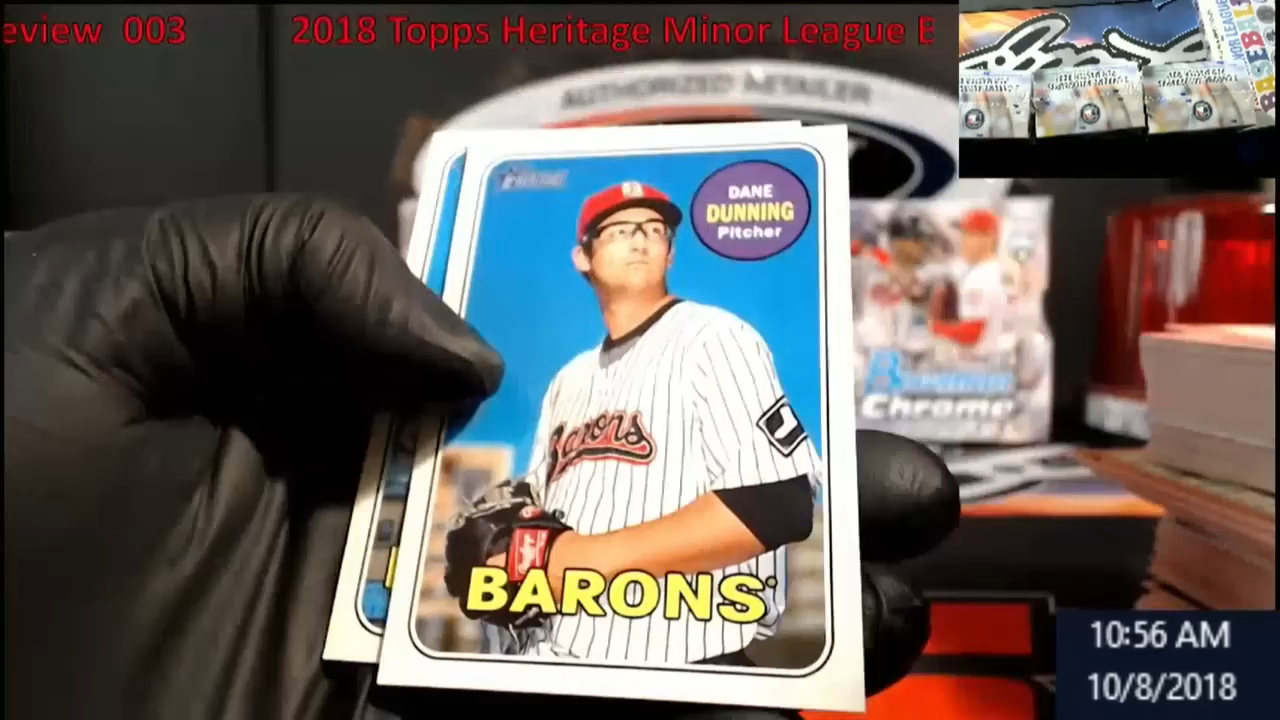 eview 003 2018 Topps Heritage Minor League B
AUTHORIZED RETAILER
Heritage
DANE
DUNNING
Pitcher
Barons
BARONS
Bowman
Chrome
10:56 AM
10/8/2018